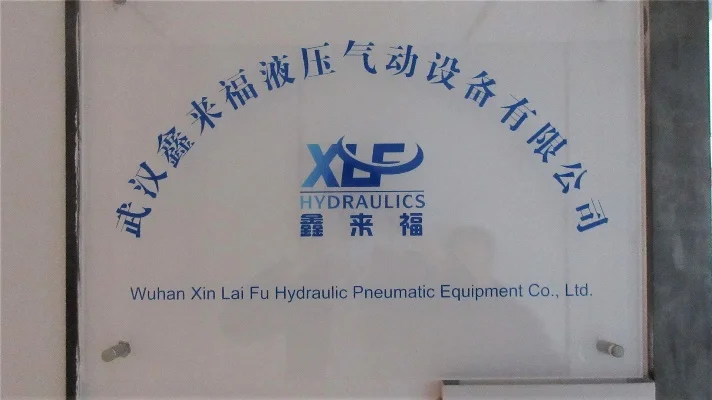 武汉鑫来福液压气动设备有限公司
XLF
HYDRAULICS
鑫来福
Wuhan Xin Lai Fu Hydraulic Pneumatic Equipment Co., Ltd.